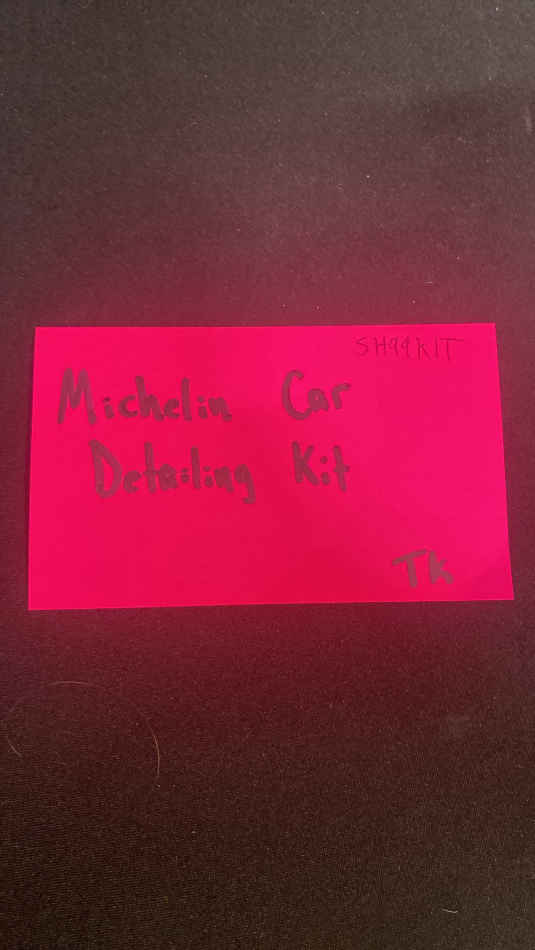 SH99KIT
Michelin Car
Detailing Kit
TK